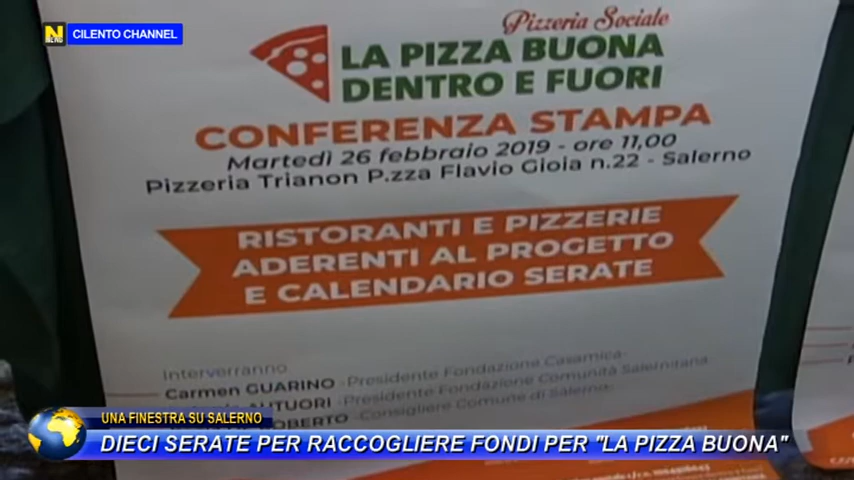 CILENTO CHANNEL
Pizzeria Sociale
LA PIZZA BUONA
DENTRO E FUORI
CONFERENZA STAMPA
Martedì 26 febbraio 2019 - ore 11,00
Pizzeria Trianon P.zza Flavio Gioia n.22 - Salerno
RISTORANTI E PIZZERIE
ADERENTI AL PROGETTO
E CALENDARIO SERATE
Interverranno
Carmen GUARINO -Presidente Fondazione Casamica-
AUTUORI -Presidente Fondazione Comunità Salernitana
-Consigliere Comune di Salerno-
UNA FINESTRA SU SALERNO
DIECI SERATE PER RACCOGLIERE FONDI PER "LA PIZZA BUONA"